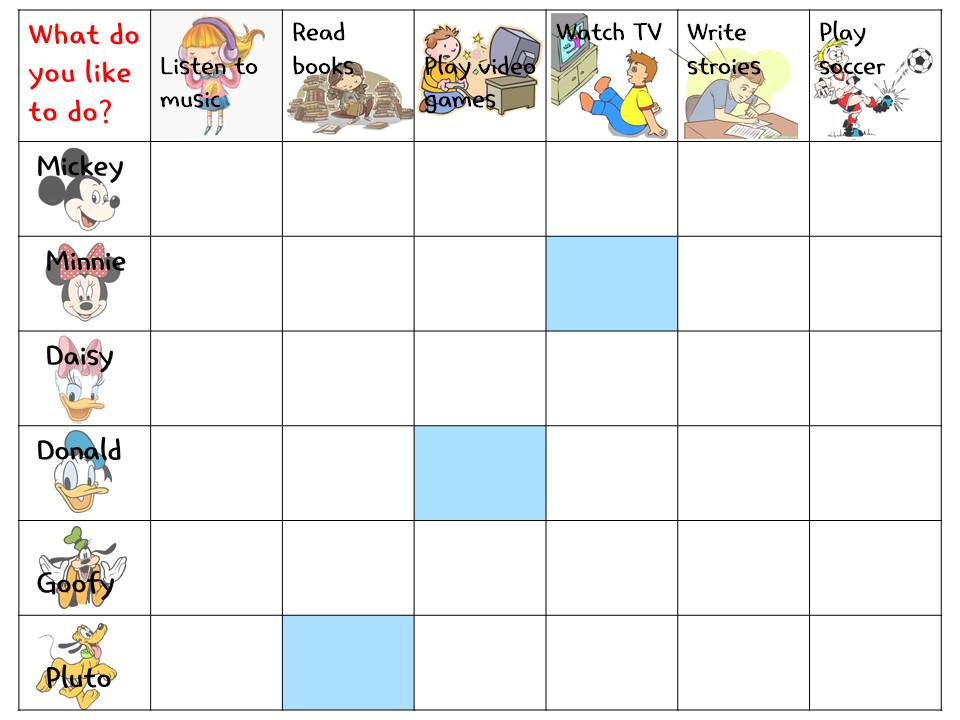 What do
you like
to do?
Listen to
music
Read
books
Play video
games
Watch TV
Write
stroies
Play
soccer
Mickey
Minnie
Daisy
Donald
Goofy
Pluto